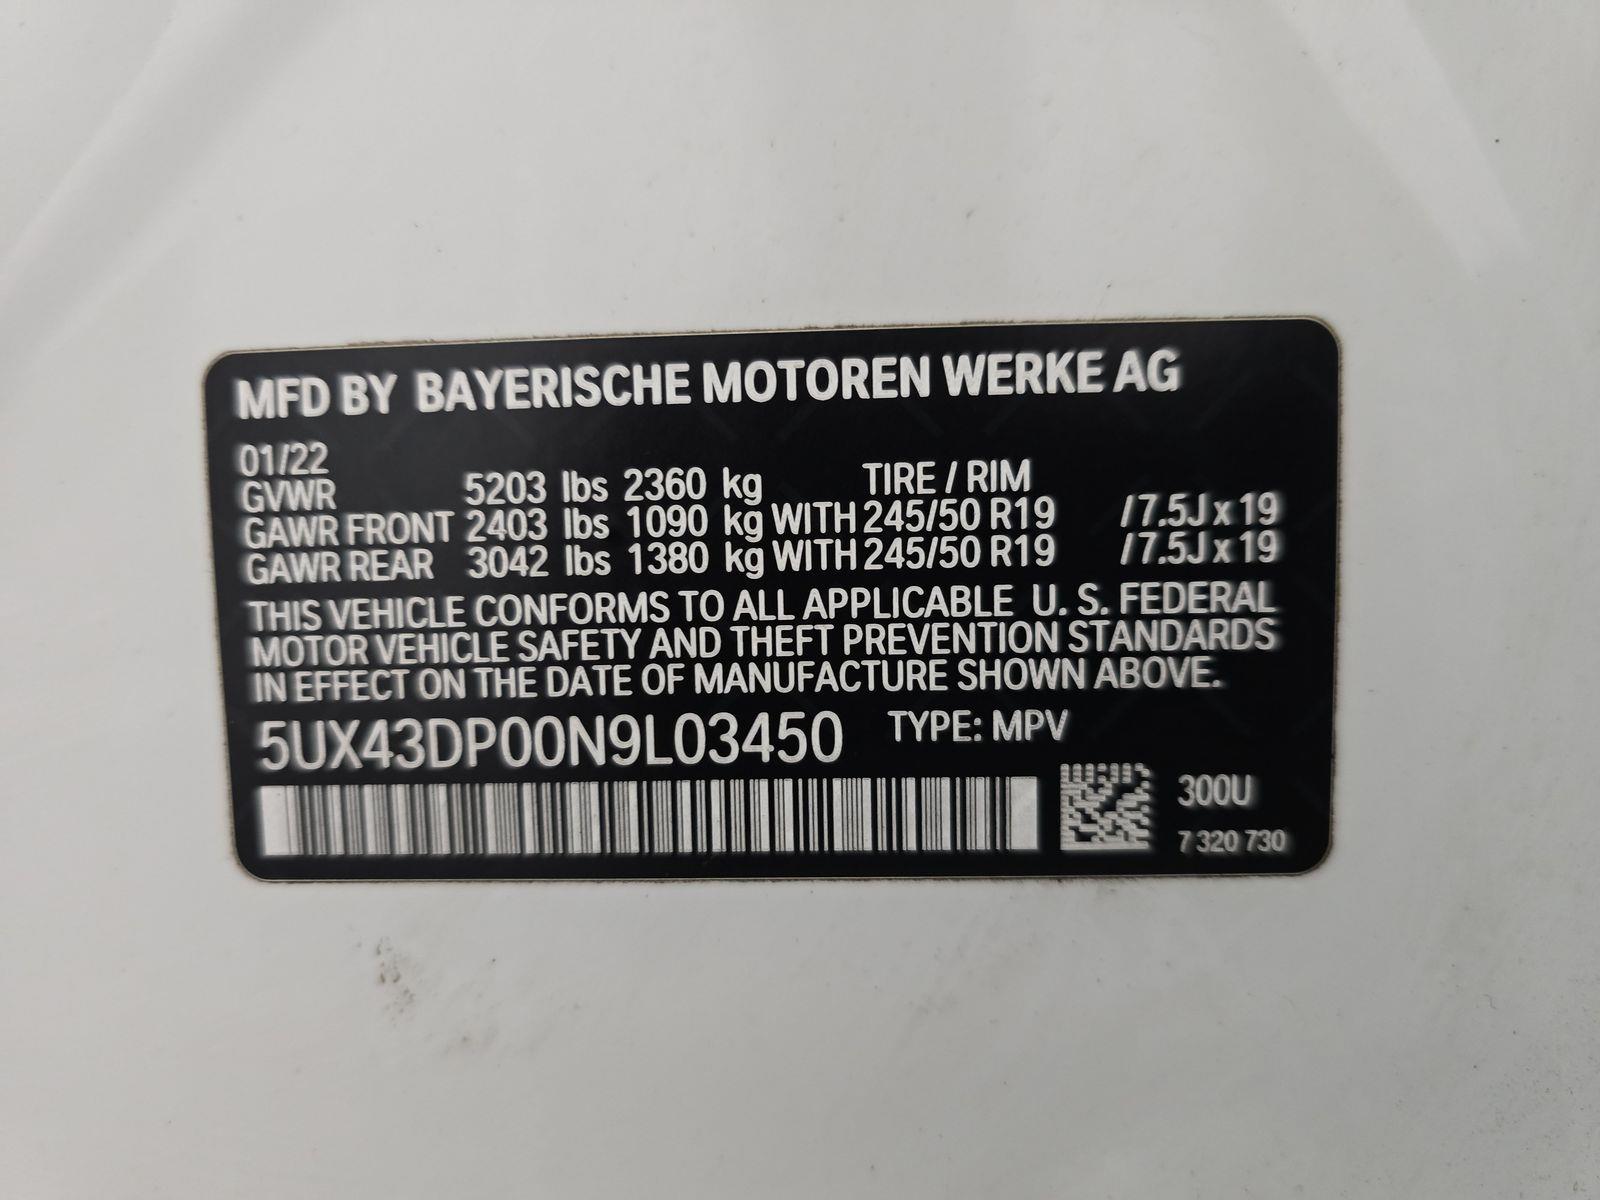 MFD BY BAYERISCHE MOTOREN WERKE AG
01/22
GVWR 5203 lbs 2360 kg TIRE / RIM
GAWR FRONT 2403 lbs 1090 kg WITH 245/50 R19 /7.5J x 19
GAWR REAR 3042 lbs 1380 kg WITH 245/50 R19 /7.5J x 19
THIS VEHICLE CONFORMS TO ALL APPLICABLE U. S. FEDERAL
MOTOR VEHICLE SAFETY AND THEFT PREVENTION STANDARDS
IN EFFECT ON THE DATE OF MANUFACTURE SHOWN ABOVE.
5UX43DP00N9L03450 TYPE: MPV
300U
7 320 730